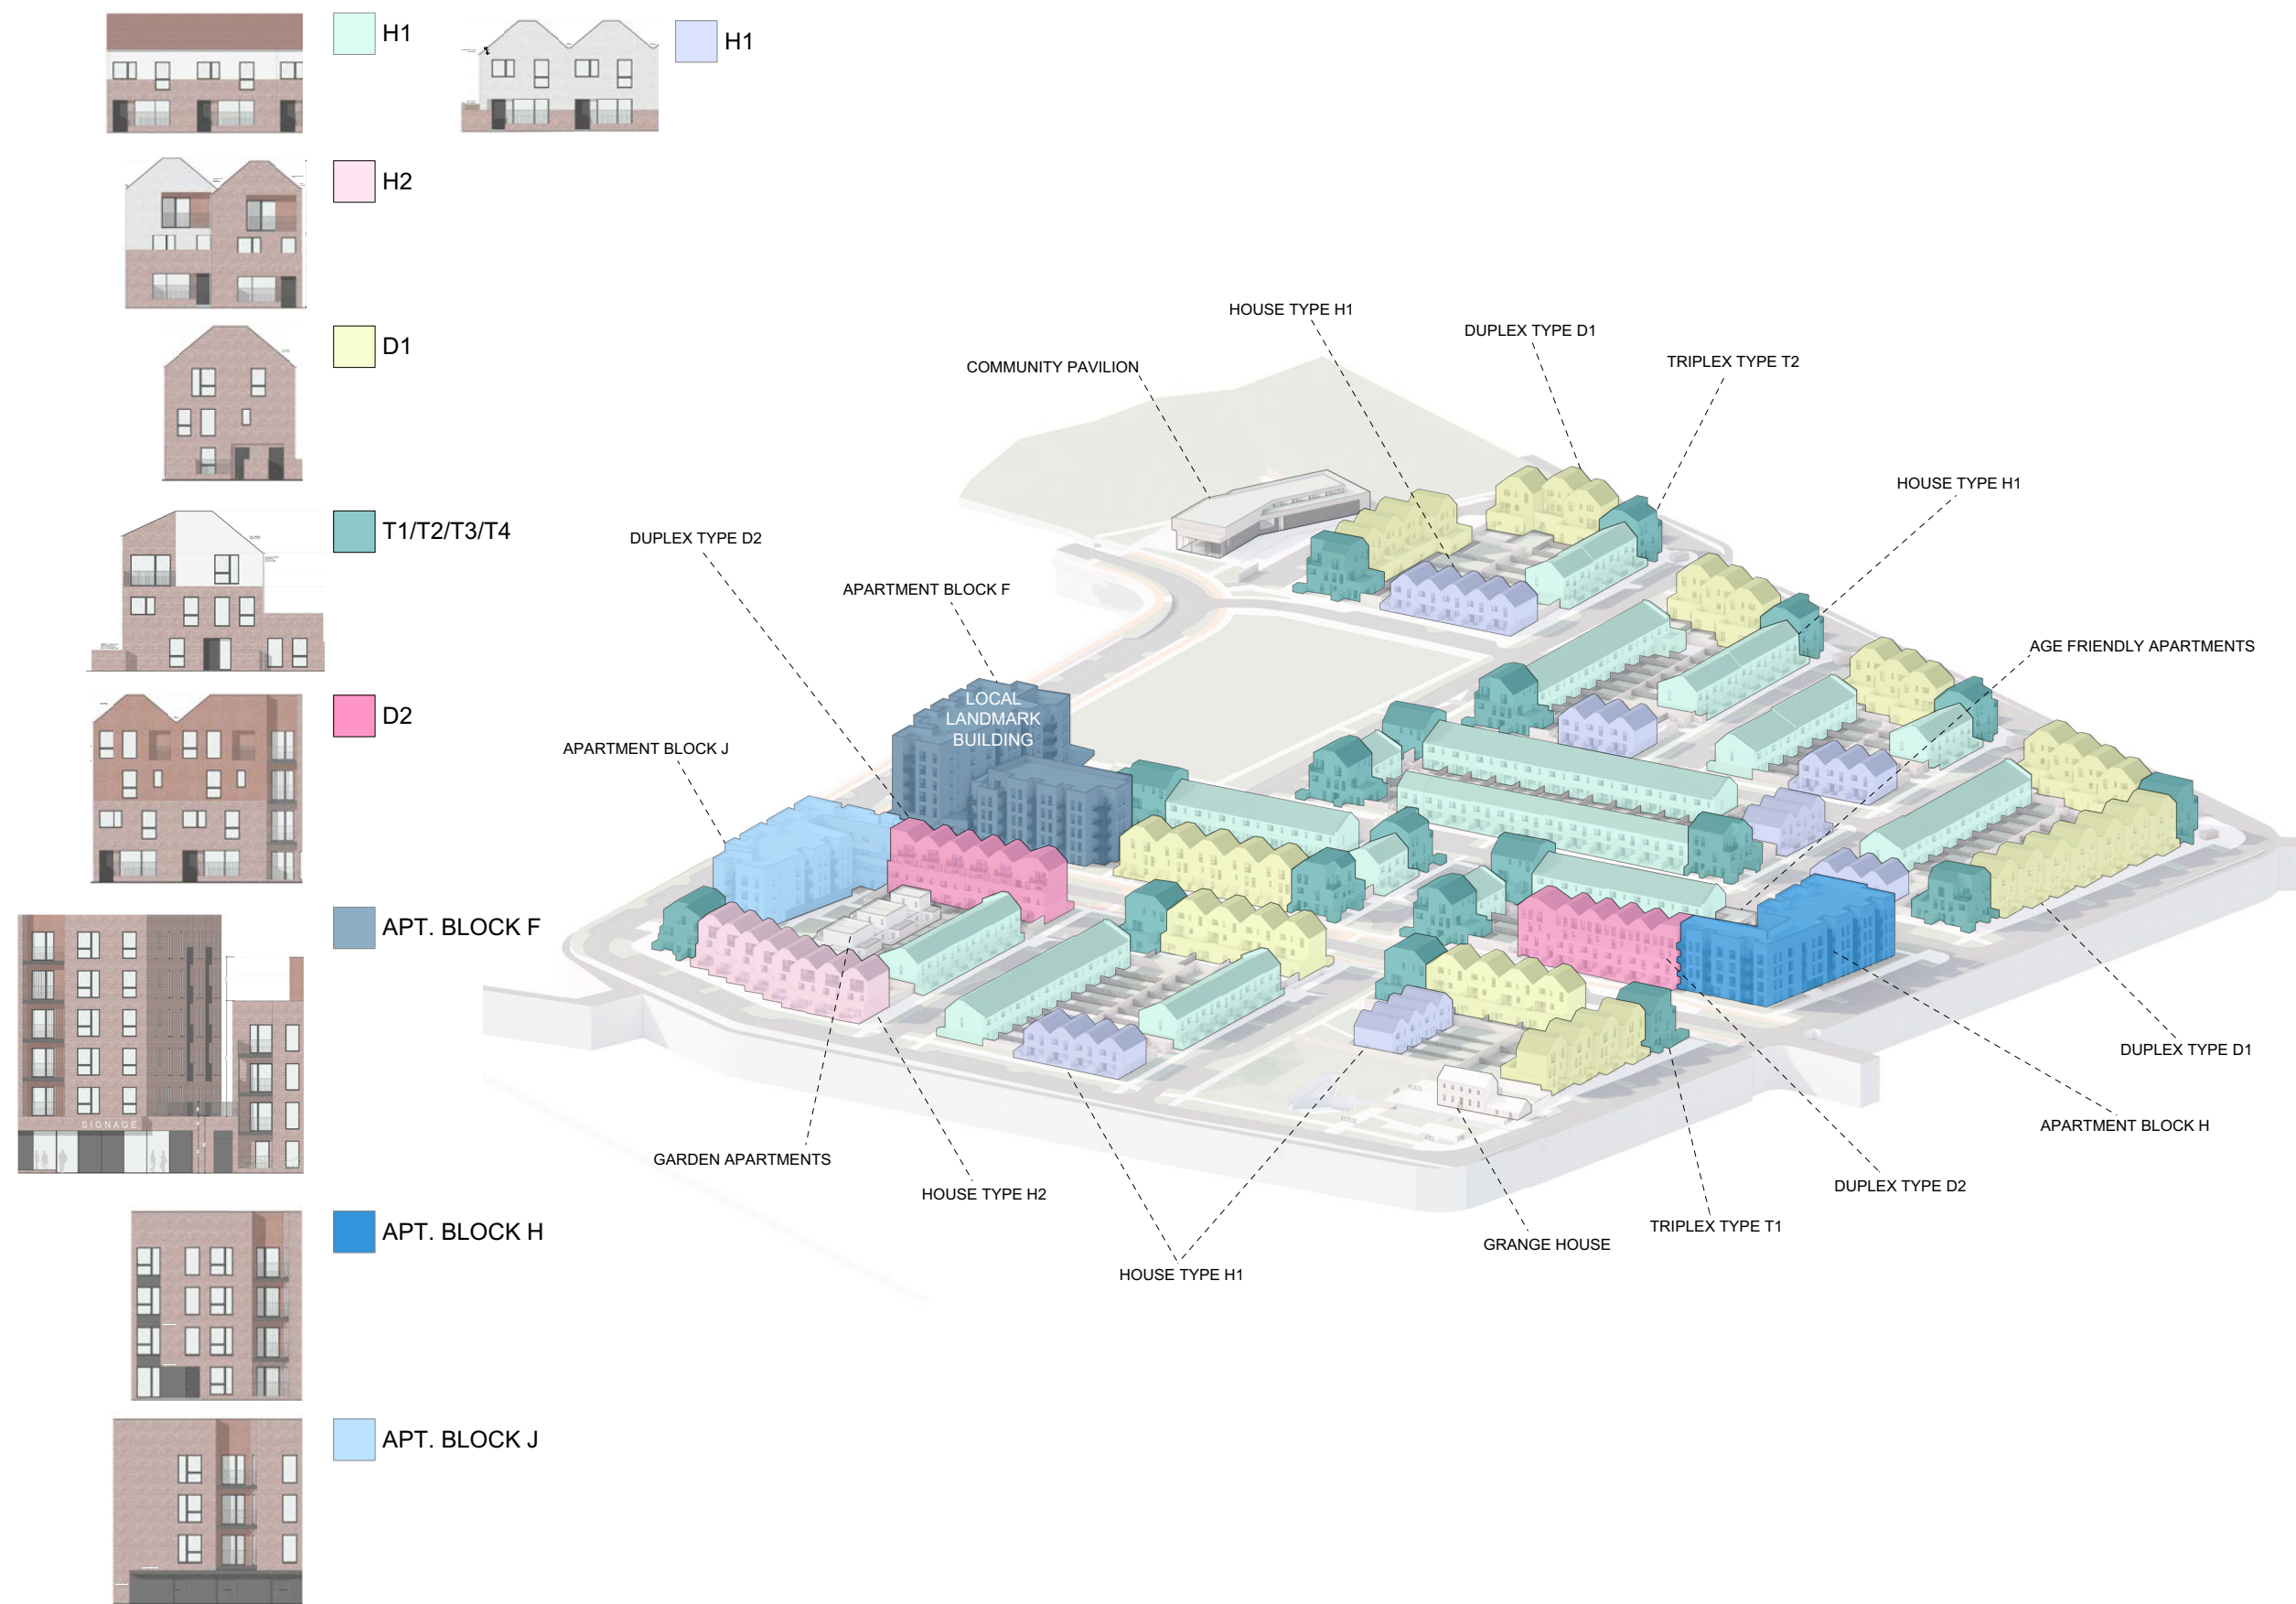 H1
H1
H2
D1
T1/T2/T3/T4
D2
APT. BLOCK F
SIGNAGE
APT. BLOCK H
APT. BLOCK J
HOUSE TYPE H1
DUPLEX TYPE D1
TRIPLEX TYPE T2
COMMUNITY PAVILION
HOUSE TYPE H1
DUPLEX TYPE D2
APARTMENT BLOCK F
AGE FRIENDLY APARTMENTS
LOCAL
LANDMARK
BUILDING
APARTMENT BLOCK J
DUPLEX TYPE D1
APARTMENT BLOCK H
GARDEN APARTMENTS
DUPLEX TYPE D2
HOUSE TYPE H2
TRIPLEX TYPE T1
GRANGE HOUSE
HOUSE TYPE H1